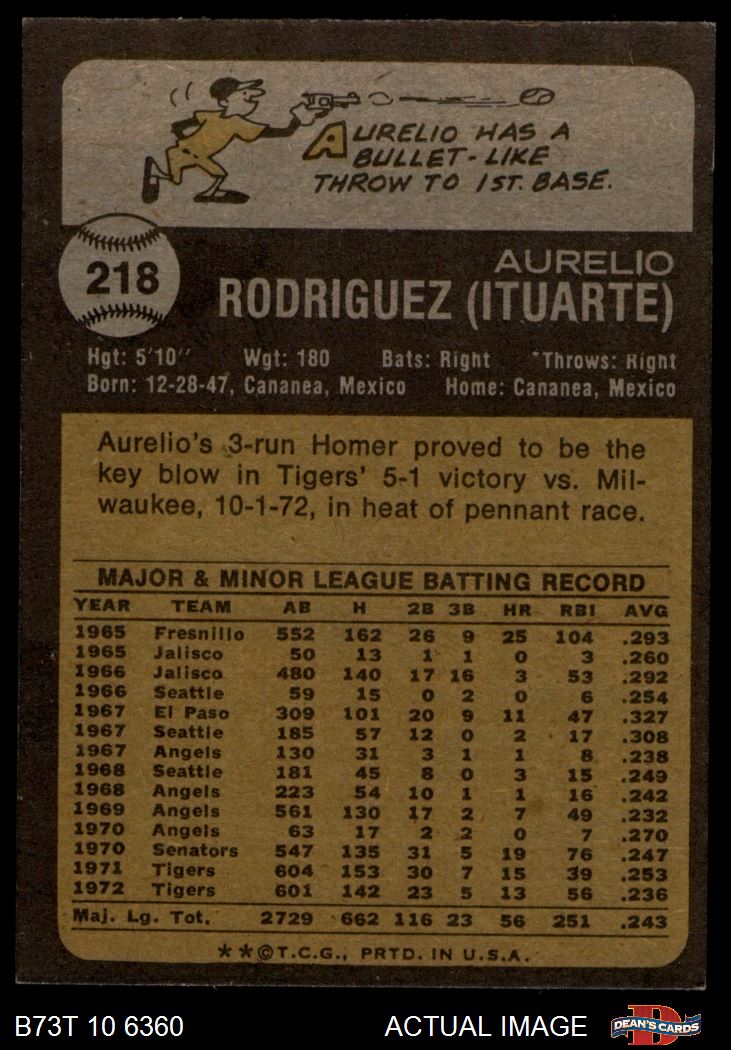 AURELIO HAS A
BULLET-LIKE
THROW TO 1ST. BASE.
218
AURELIO
RODRIGUEZ (ITUARTE)
Hgt: 5'10" Wgt: 180 Bats: Right Throws: Right
Born: 12-28-47, Cananea, Mexico Home: Cananea, Mexico
Aurelio's 3-run Homer proved to be the
key blow in Tigers' 5-1 victory vs. Mil-
waukee, 10-1-72, in heat of pennant race.
MAJOR & MINOR LEAGUE BATTING RECORD
YEAR TEAM AB H 2B 3B HR RBI AVG
1965 Fresnillo 552 162 26 9 25 104 .293
1965 Jalisco 50 13 1 1 0 3 .260
1966 Jalisco 480 140 17 16 3 53 .292
1966 Seattle 59 15 0 2 0 6 .254
1967 El Paso 309 101 20 9 11 47 .327
1967 Seattle 185 57 12 0 2 17 .308
1967 Angels 130 31 3 1 1 8 .238
1968 Seattle 181 45 8 0 3 15 .249
1968 Angels 223 54 10 1 1 16 .242
1969 Angels 561 130 17 2 7 49 .232
1970 Angels 63 17 2 2 0 7 .270
1970 Senators 547 135 31 5 19 76 .247
1971 Tigers 604 153 30 7 15 39 .253
1972 Tigers 601 142 23 5 13 56 .236
Maj. Lg. Tot. 2729 662 116 23 56 251 .243
**©T.C.G., PRTD. IN U.S.A.
B73T 10 6360 ACTUAL IMAGE
D
DEAN'S CARDS